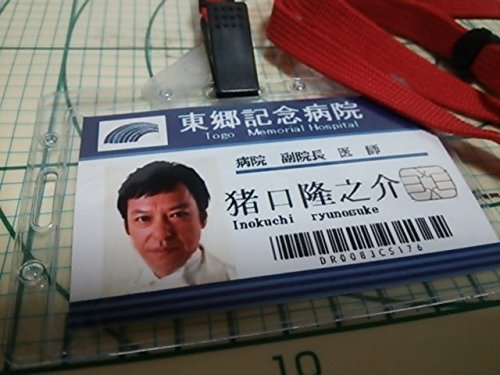 東郷記念病院
Togo Memorial Hospital
病院 副院長 医師
猪口隆之介
Inokuchi ryunosuke
DR0083C5176
10